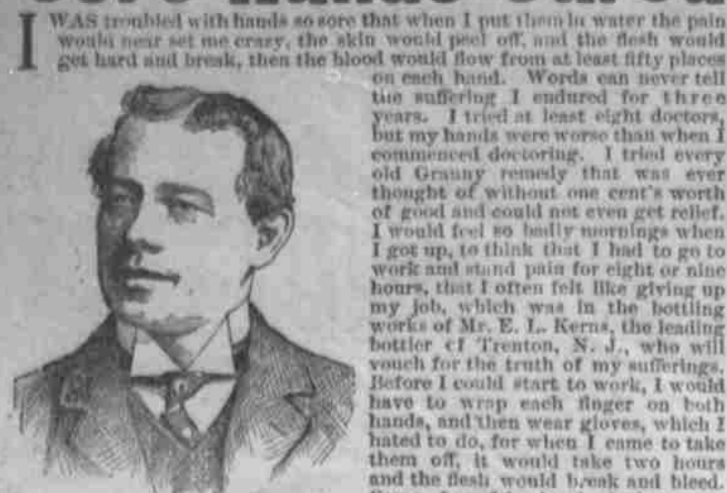 I WAS troubled with hands so sore that when I put them in water the pain
would near set me crazy, the skin would peel off, and the flesh would
get hard and break, then the blood would flow from at least fifty places
on each hand. Words can never tell
the suffering I endured for three
years. I tried at least eight doctors,
but my hands were worse than when I
commenced doctoring. I tried every
old Granny remedy that was ever
thought of without one cent's worth
of good and could not even get relief.
I would feel so badly mornings when
I got up, to think that I had to go to
work and stand pain for eight or nine
hours, that I often felt like giving up
my job, which was in the bottling
works of Mr. E. L. Kerns, the leading
bottler of Trenton, N. J., who will
vouch for the truth of my sufferings.
Before I could start to work, I would
have to wrap each finger on both
hands, and then wear gloves, which I
hated to do, for when I came to take
them off, it would take two hours
and the flesh would break and bleed.